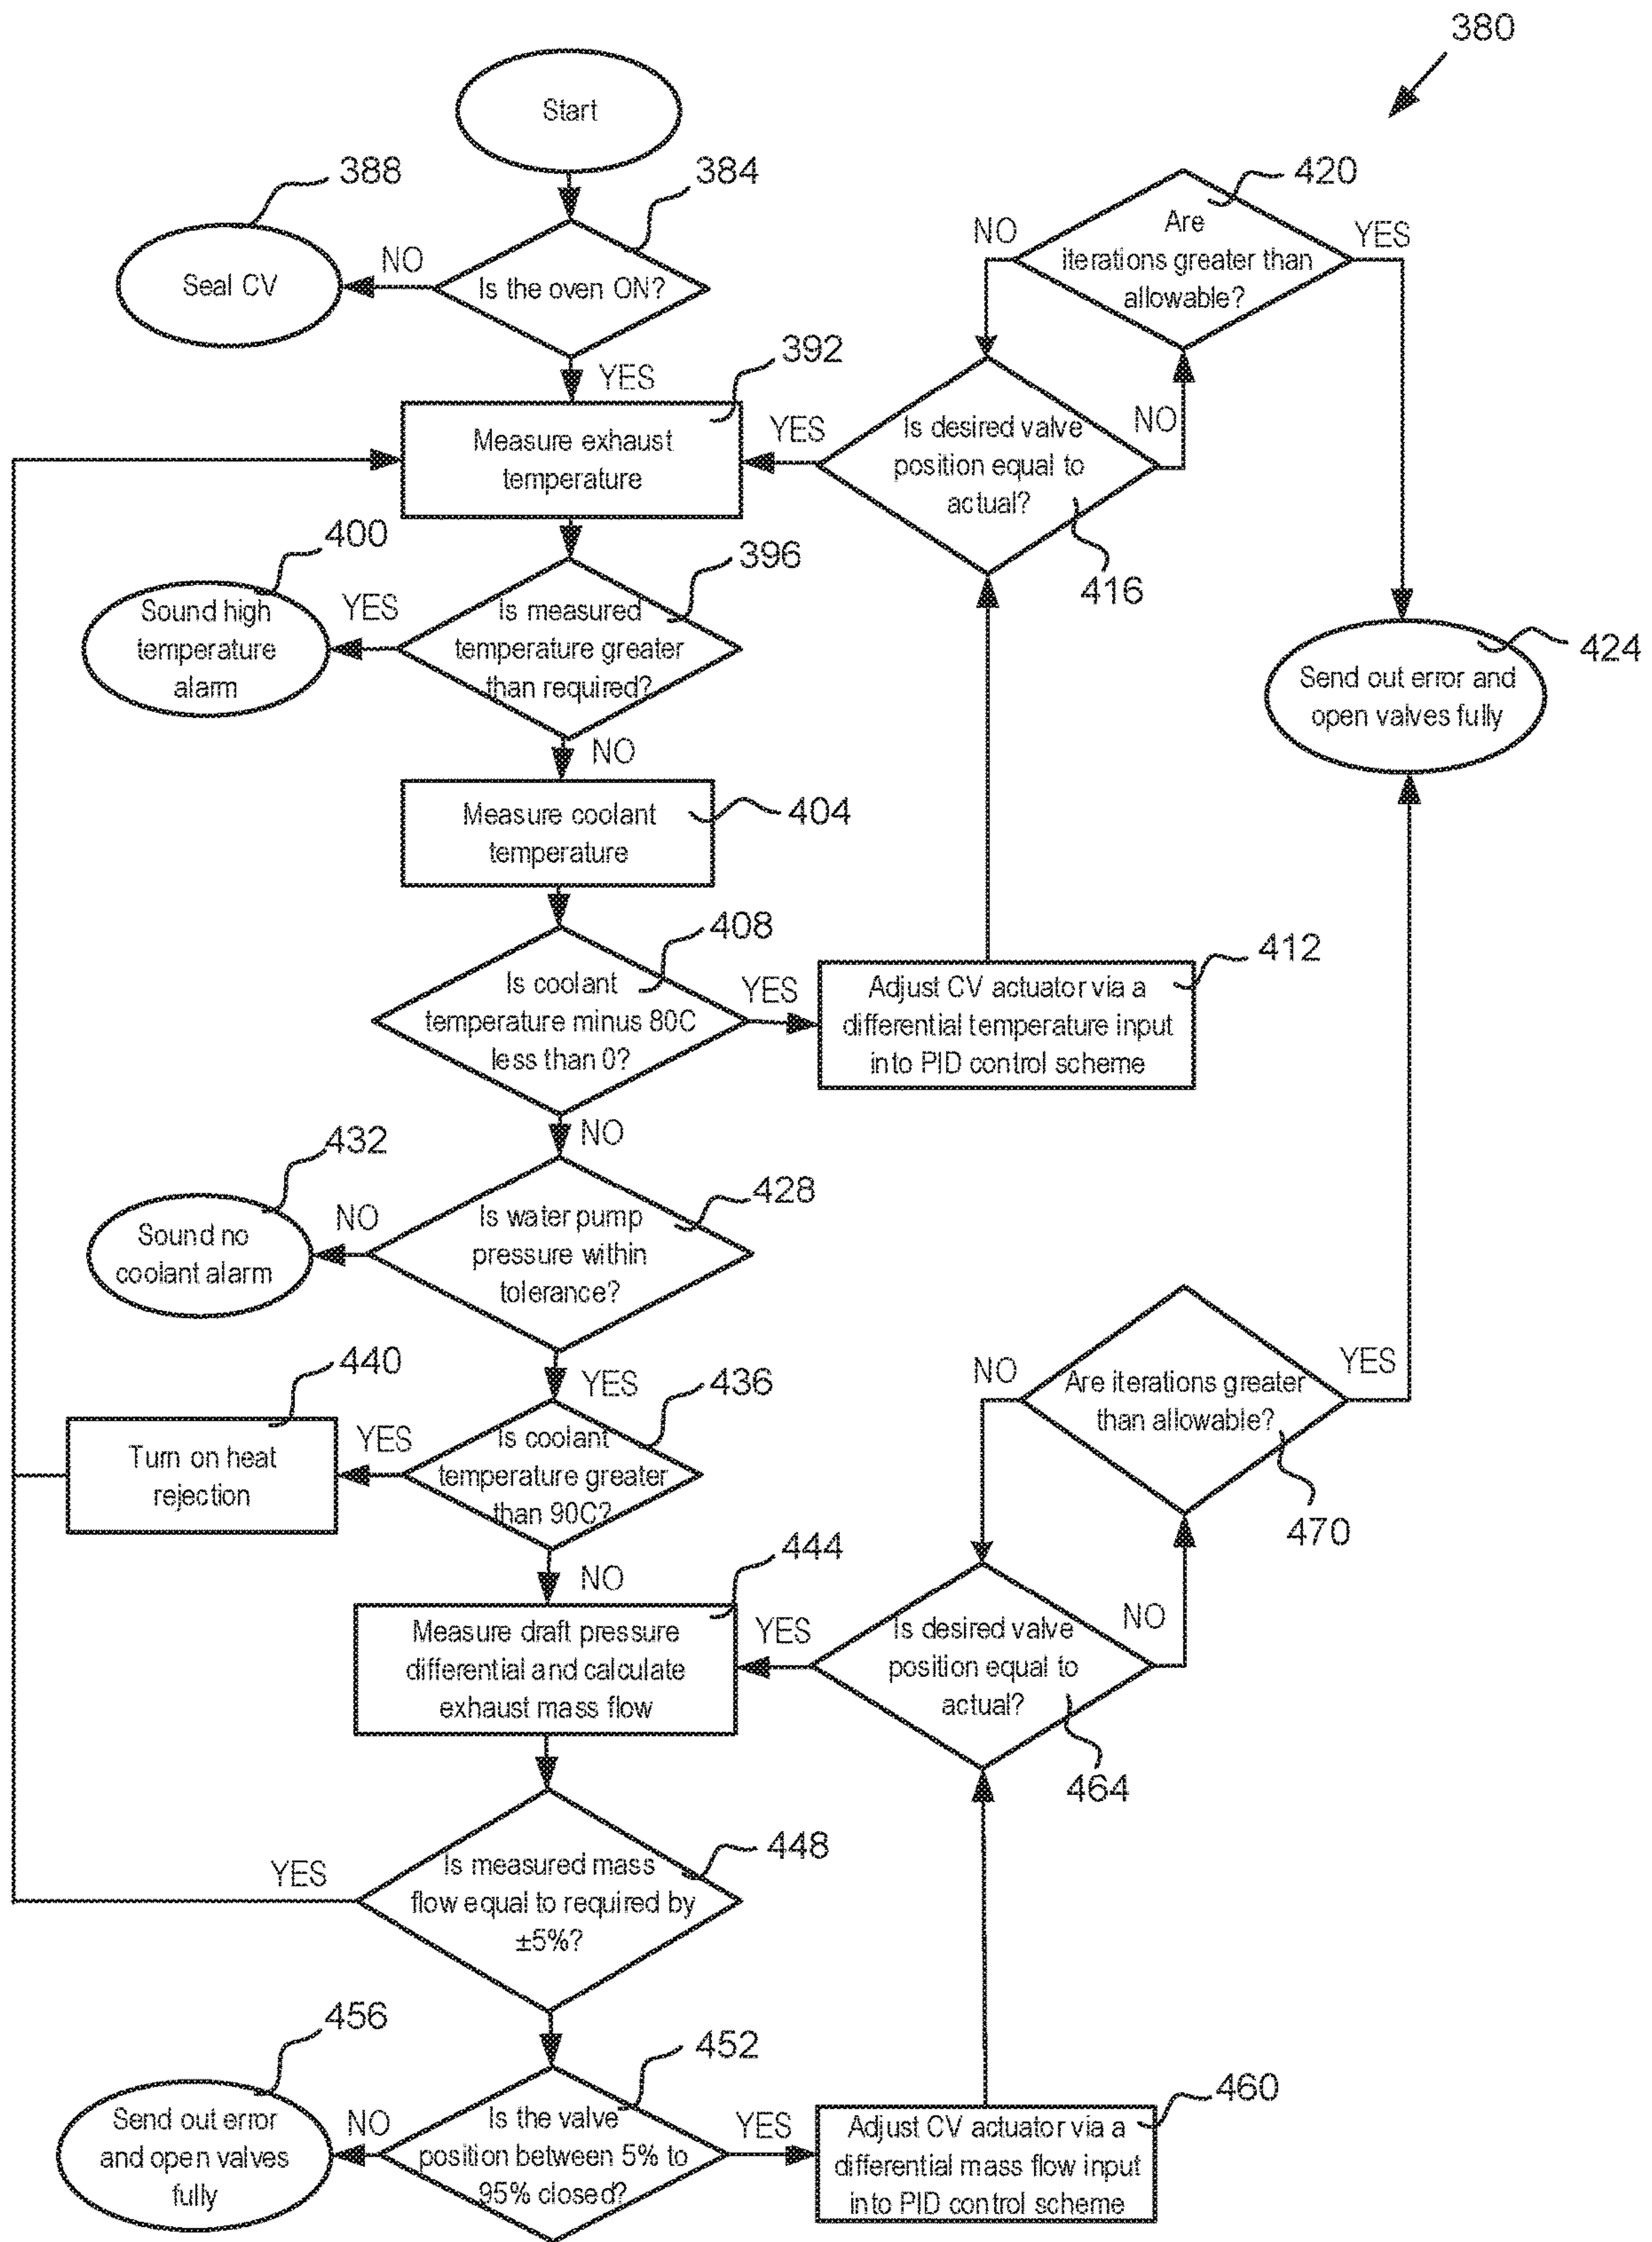 380
Start
388
384
420
Seal CV
NO
Is the oven ON?
NO
Are
iterations greater than
allowable?
YES
YES
392
Measure exhaust
temperature
YES
Is desired valve
position equal to
actual?
NO
416
400
396
Sound high
temperature
alarm
YES
Is measured
temperature greater
than required?
424
Send out error and
open valves fully
NO
Measure coolant
temperature
404
408
Is coolant
temperature minus 80C
less than 0?
YES
412
Adjust CV actuator via a
differential temperature input
into PID control scheme
NO
432
428
Sound no
coolant alarm
NO
Is water pump
pressure within
tolerance?
YES
440
436
Turn on heat
rejection
YES
Is coolant
temperature greater
than 90C?
NO
Are iterations greater
than allowable?
YES
470
NO
444
Measure draft pressure
differential and calculate
exhaust mass flow
YES
Is desired valve
position equal to
actual?
NO
464
YES
448
Is measured mass
flow equal to required by
±5%?
456
452
Send out error
and open valves
fully
NO
Is the valve
position between 5% to
95% closed?
YES
460
Adjust CV actuator via a
differential mass flow input
into PID control scheme